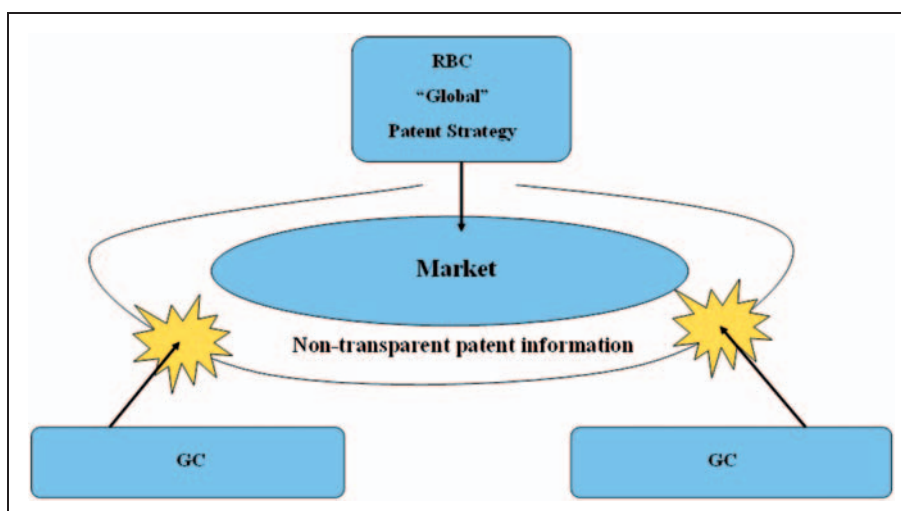 RBC
“Global”
Patent Strategy
Market
Non-transparent patent information
GC
GC